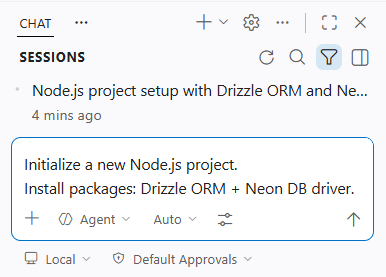 CHAT
SESSIONS
Node.js project setup with Drizzle ORM and Ne...
4 mins ago
Initialize a new Node.js project.
Install packages: Drizzle ORM + Neon DB driver.
Agent Auto
Local Default Approvals